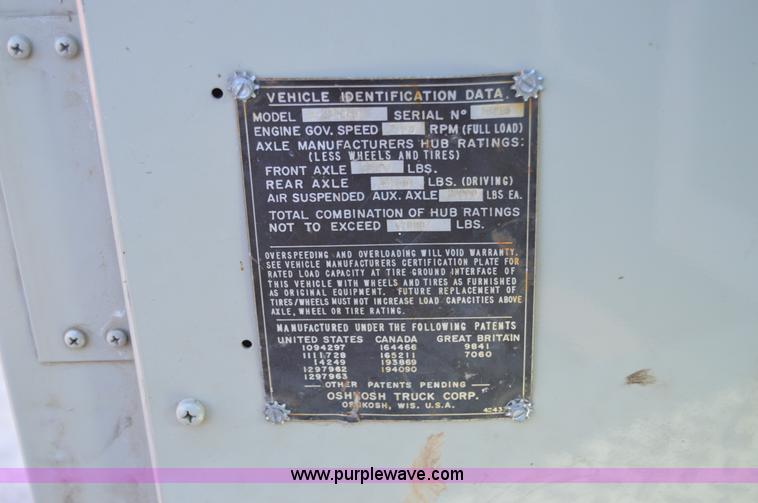 VEHICLE IDENTIFICATION DATA.
MODEL SERIAL Nº
ENGINE GOV. SPEED RPM (FULL LOAD)
AXLE MANUFACTURERS HUB RATINGS:
(LESS WHEELS AND TIRES)
FRONT AXLE LBS.
REAR AXLE LBS. (DRIVING)
AIR SUSPENDED AUX. AXLE LBS EA.
TOTAL COMBINATION OF HUB RATINGS
NOT TO EXCEED LBS.
OVERSPEEDING AND OVERLOADING WILL VOID WARRANTY.
SEE VEHICLE MANUFACTURERS CERTIFICATION PLATE FOR
RATED LOAD CAPACITY AT TIRE GROUND INTERFACE OF
THIS VEHICLE WITH WHEELS AND TIRES AS FURNISHED
AS ORIGINAL EQUIPMENT. FUTURE REPLACEMENT OF
TIRES/WHEELS MUST NOT INCREASE LOAD CAPACITIES ABOVE
AXLE, WHEEL OR TIRE RATING.
MANUFACTURED UNDER THE FOLLOWING PATENTS
UNITED STATES CANADA GREAT BRITAIN
1094297 164466 9841
1111728 165211 7060
14249 193869
1297962 194090
1297963
OTHER PATENTS PENDING
OSHKOSH TRUCK CORP.
OSHKOSH, WIS. U.S.A.
www.purplewave.com